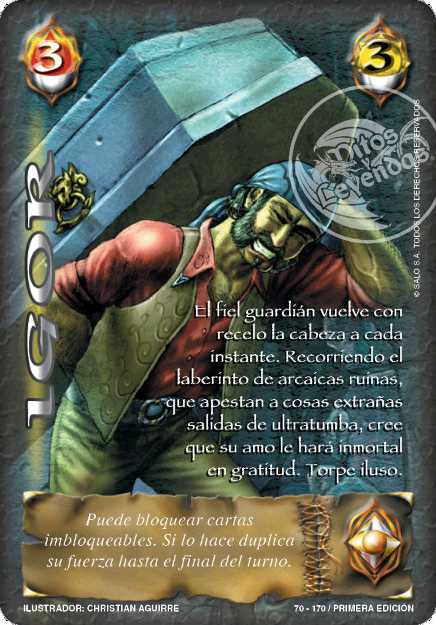 3
3
Mitos
y
Leyendas
© SALO S.A. TODOS LOS DERECHOS RESERVADOS
IGOR
El fiel guardián vuelve con
recelo la cabeza a cada
instante. Recorriendo el
laberinto de arcaicas ruinas,
que apestan a cosas extrañas
salidas de ultratumba, cree
que su amo le hará inmortal
en gratitud. Torpe iluso.
Puede bloquear cartas
imbloqueables. Si lo hace duplica
su fuerza hasta el final del turno.
ILUSTRADOR: CHRISTIAN AGUIRRE
70 - 170 / PRIMERA EDICIÓN